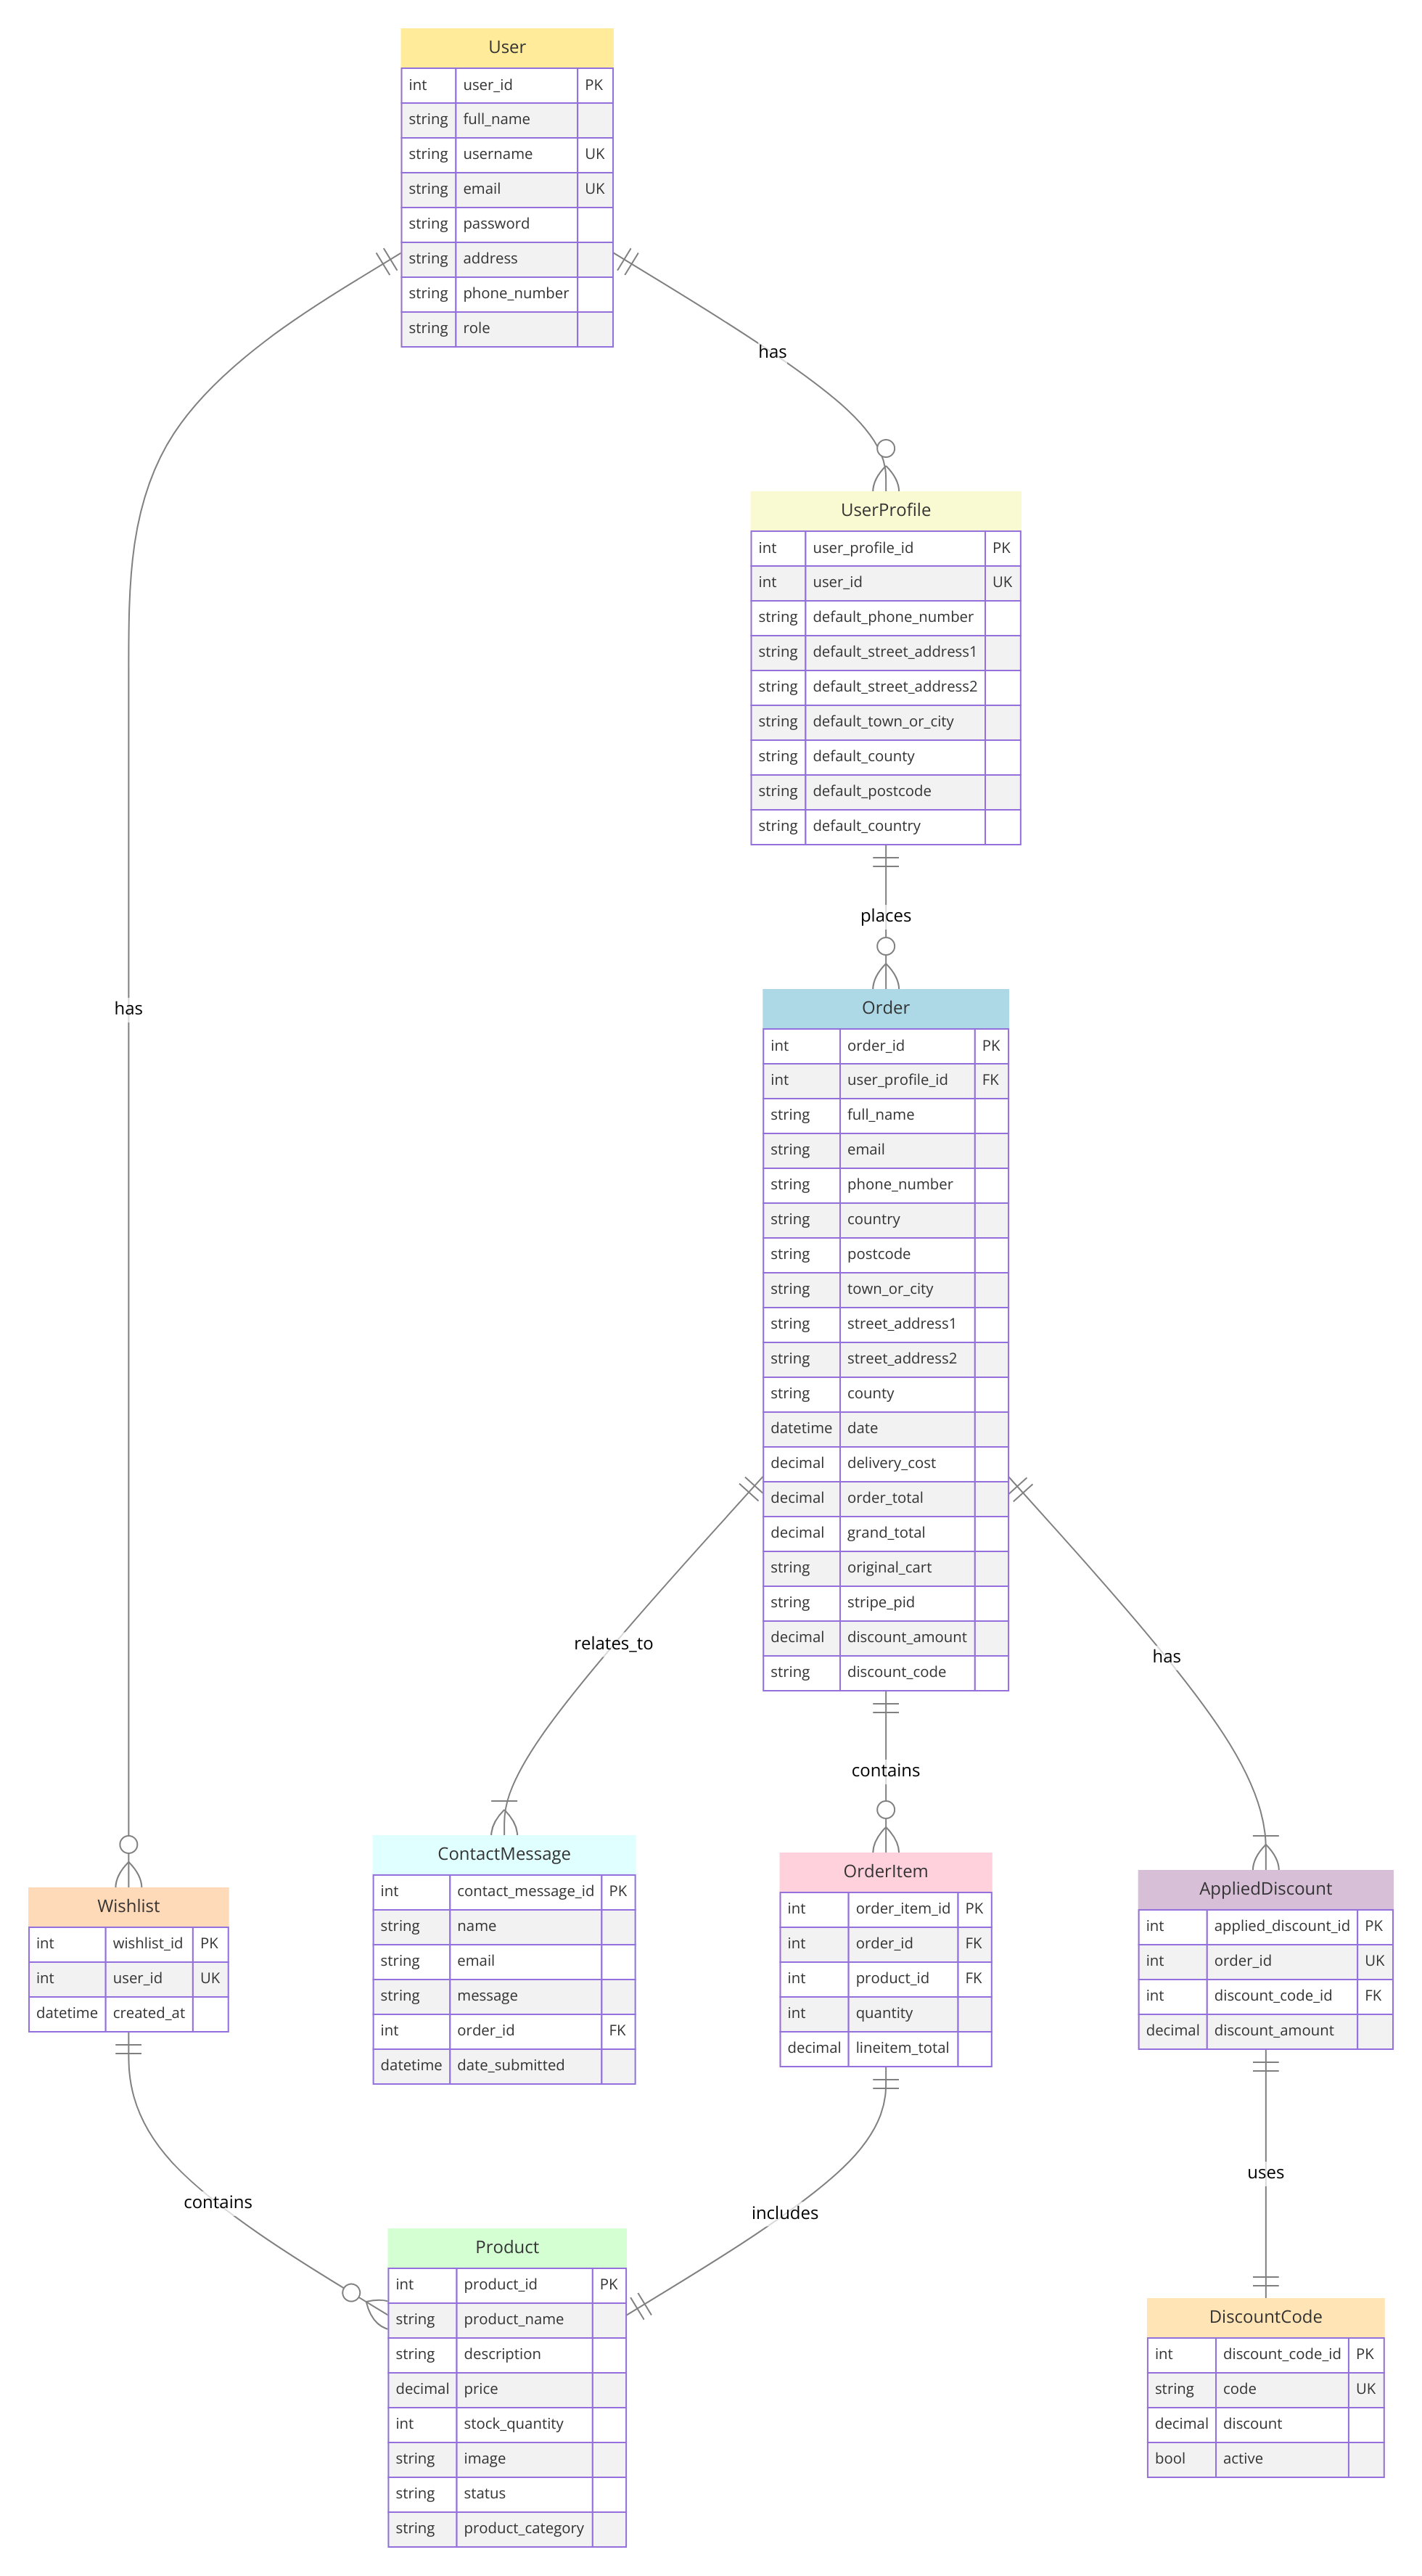 User
int user_id PK
string full_name
string username UK
string email UK
string password
string address
string phone_number
string role
has
UserProfile
int user_profile_id PK
int user_id UK
string default_phone_number
string default_street_address1
string default_street_address2
string default_town_or_city
string default_county
string default_postcode
string default_country
places
has
Order
int order_id PK
int user_profile_id FK
string full_name
string email
string phone_number
string country
string postcode
string town_or_city
string street_address1
string street_address2
string county
datetime date
decimal delivery_cost
decimal order_total
decimal grand_total
string original_cart
string stripe_pid
decimal discount_amount
string discount_code
relates_to
has
contains
Wishlist
int wishlist_id PK
int user_id UK
datetime created_at
ContactMessage
int contact_message_id PK
string name
string email
string message
int order_id FK
datetime date_submitted
OrderItem
int order_item_id PK
int order_id FK
int product_id FK
int quantity
decimal lineitem_total
AppliedDiscount
int applied_discount_id PK
int order_id UK
int discount_code_id FK
decimal discount_amount
contains
includes
uses
Product
int product_id PK
string product_name
string description
decimal price
int stock_quantity
string image
string status
string product_category
DiscountCode
int discount_code_id PK
string code UK
decimal discount
bool active